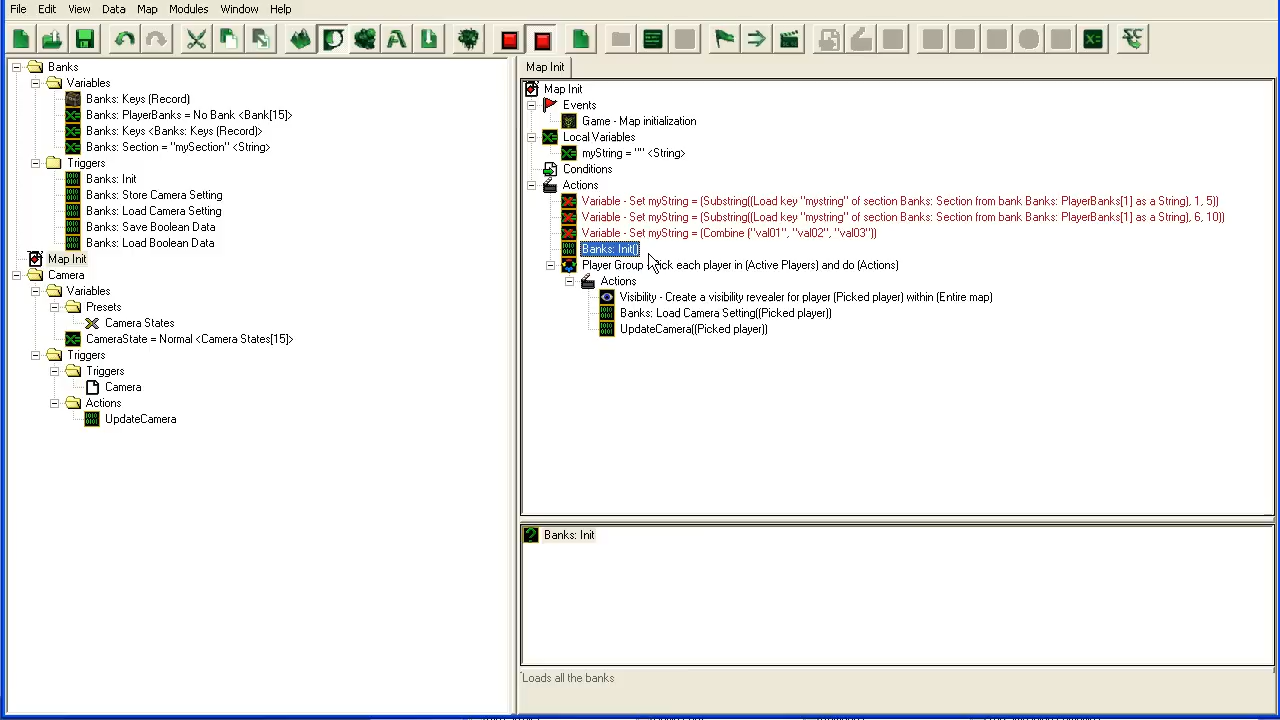 File Edit View Data Map Modules Window Help
Banks
Variables
Banks: Keys (Record)
Banks: PlayerBanks = No Bank <Bank[15]>
Banks: Keys <Banks: Keys (Record)>
Banks: Section = "mySection" <String>
Triggers
Banks: Init
Banks: Store Camera Setting
Banks: Load Camera Setting
Banks: Save Boolean Data
Banks: Load Boolean Data
Map Init
Camera
Variables
Presets
Camera States
CameraState = Normal <Camera States[15]>
Triggers
Triggers
Camera
Actions
UpdateCamera
Map Init
Map Init
Events
Game - Map initialization
Local Variables
myString = "" <String>
Conditions
Actions
Variable - Set myString = (Substring((Load key "mystring" of section Banks: Section from bank Banks: PlayerBanks[1] as a String), 1, 5))
Variable - Set myString = (Substring((Load key "mystring" of section Banks: Section from bank Banks: PlayerBanks[1] as a String), 6, 10))
Variable - Set myString = (Combine ("val01", "val02", "val03"))
Banks: Init()
Player Group - Pick each player in (Active Players) and do (Actions)
Actions
Visibility - Create a visibility revealer for player (Picked player) within (Entire map)
Banks: Load Camera Setting((Picked player))
UpdateCamera((Picked player))
Banks: Init
Loads all the banks